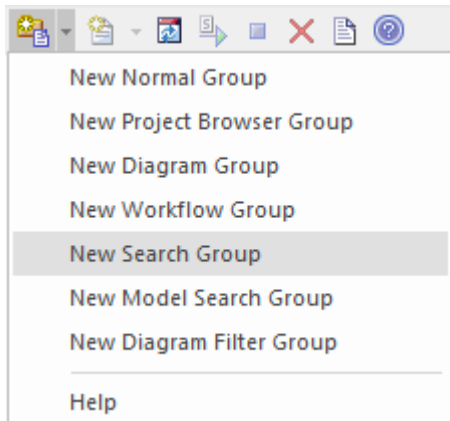 S
New Normal Group
New Project Browser Group
New Diagram Group
New Workflow Group
New Search Group
New Model Search Group
New Diagram Filter Group
Help